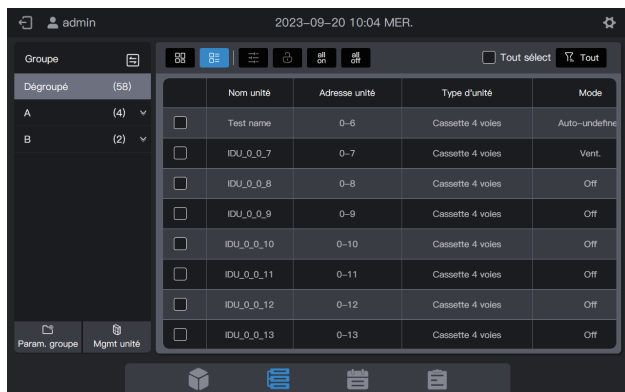 admin 2023-09-20 10:04 MER.
Groupe
Dégroupé (58)
A (4)
B (2)
Param. groupe Mgmt unité
all on all off Tout sélect Tout
Nom unité Adresse unité Type d'unité Mode
Test name 0-6 Cassette 4 voies Auto-undefine
IDU_0_0_7 0-7 Cassette 4 voies Vent.
IDU_0_0_8 0-8 Cassette 4 voies Off
IDU_0_0_9 0-9 Cassette 4 voies Off
IDU_0_0_10 0-10 Cassette 4 voies Off
IDU_0_0_11 0-11 Cassette 4 voies Off
IDU_0_0_12 0-12 Cassette 4 voies Off
IDU_0_0_13 0-13 Cassette 4 voies Off